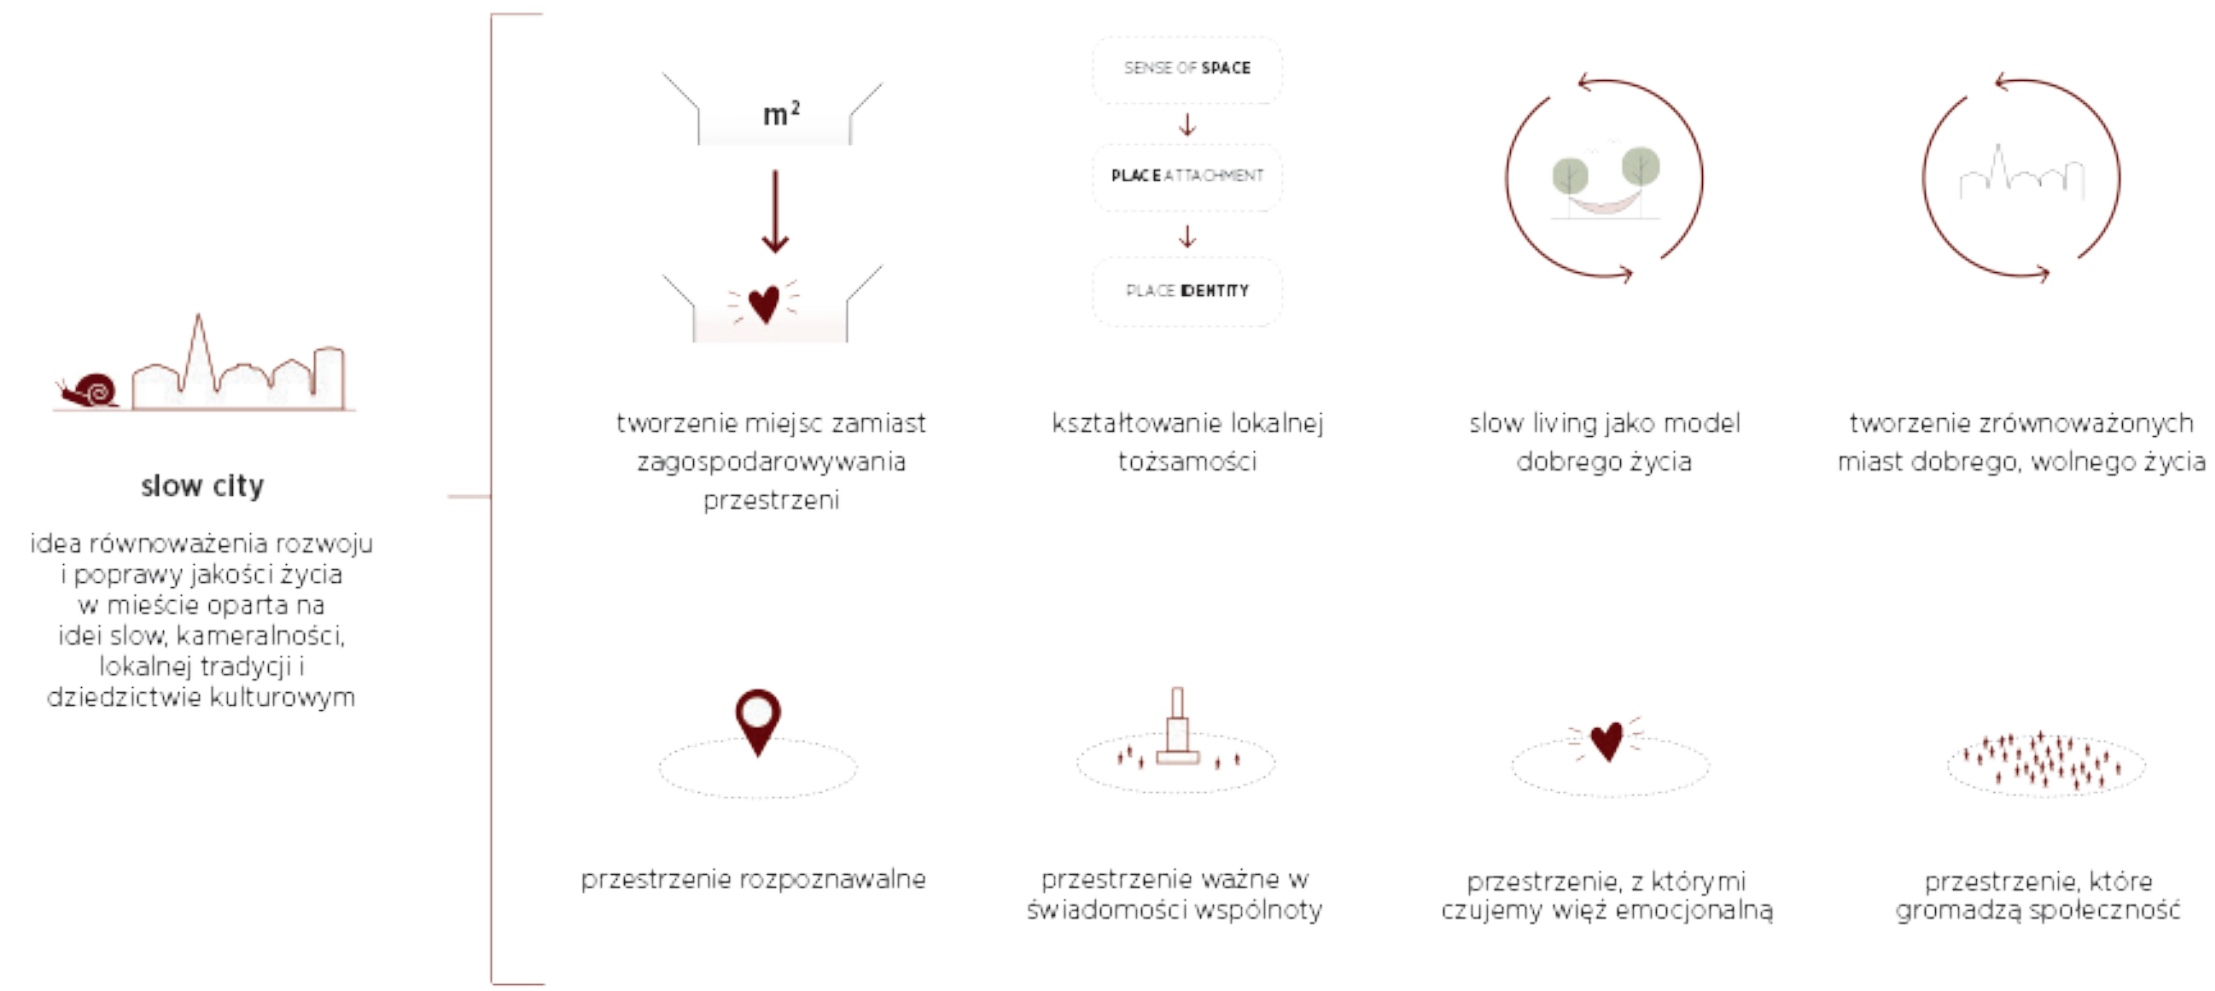 slow city
idea równoważenia rozwoju
i poprawy jakości życia
w mieście oparta na
idei slow, kameralności,
lokalnej tradycji i
dziedzictwie kulturowym
m²
tworzenie miejsc zamiast
zagospodarowywania
przestrzeni
SENSE OF SPACE
PLACE ATTACHMENT
PLACE IDENTITY
kształtowanie lokalnej
tożsamości
slow living jako model
dobrego życia
tworzenie zrównoważonych
miast dobrego, wolnego życia
przestrzenie rozpoznawalne
przestrzenie ważne w
świadomości wspólnoty
przestrzenie, z którymi
czujemy więź emocjonalną
przestrzenie, które
gromadzą społeczność